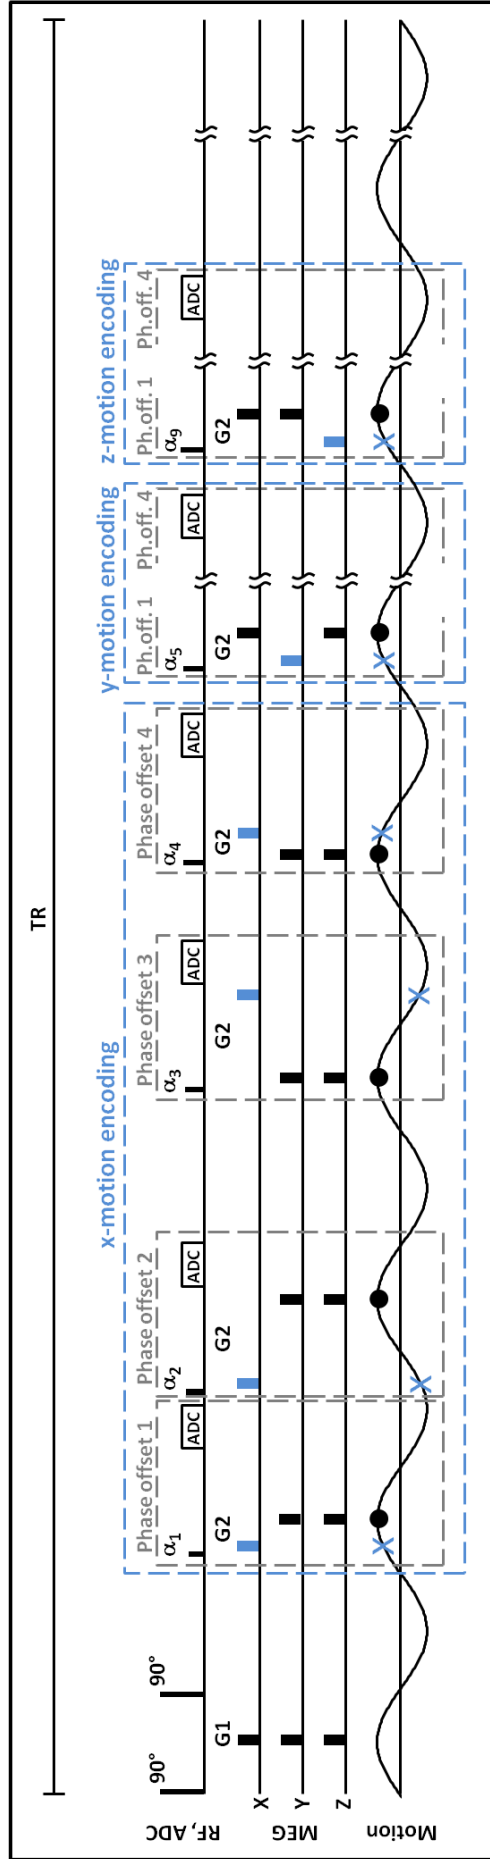 TR
x-motion encoding
y-motion encoding
z-motion encoding
Phase offset 1
Phase offset 2
Phase offset 3
Phase offset 4
Ph.off. 1
Ph.off. 4
Ph.off. 1
Ph.off. 4
90°
90°
α1
ADC
α2
ADC
α3
ADC
α4
ADC
α5
ADC
α9
ADC
RF, ADC
G1
G2
G2
G2
G2
G2
G2
X
MEG
Y
Z
Motion